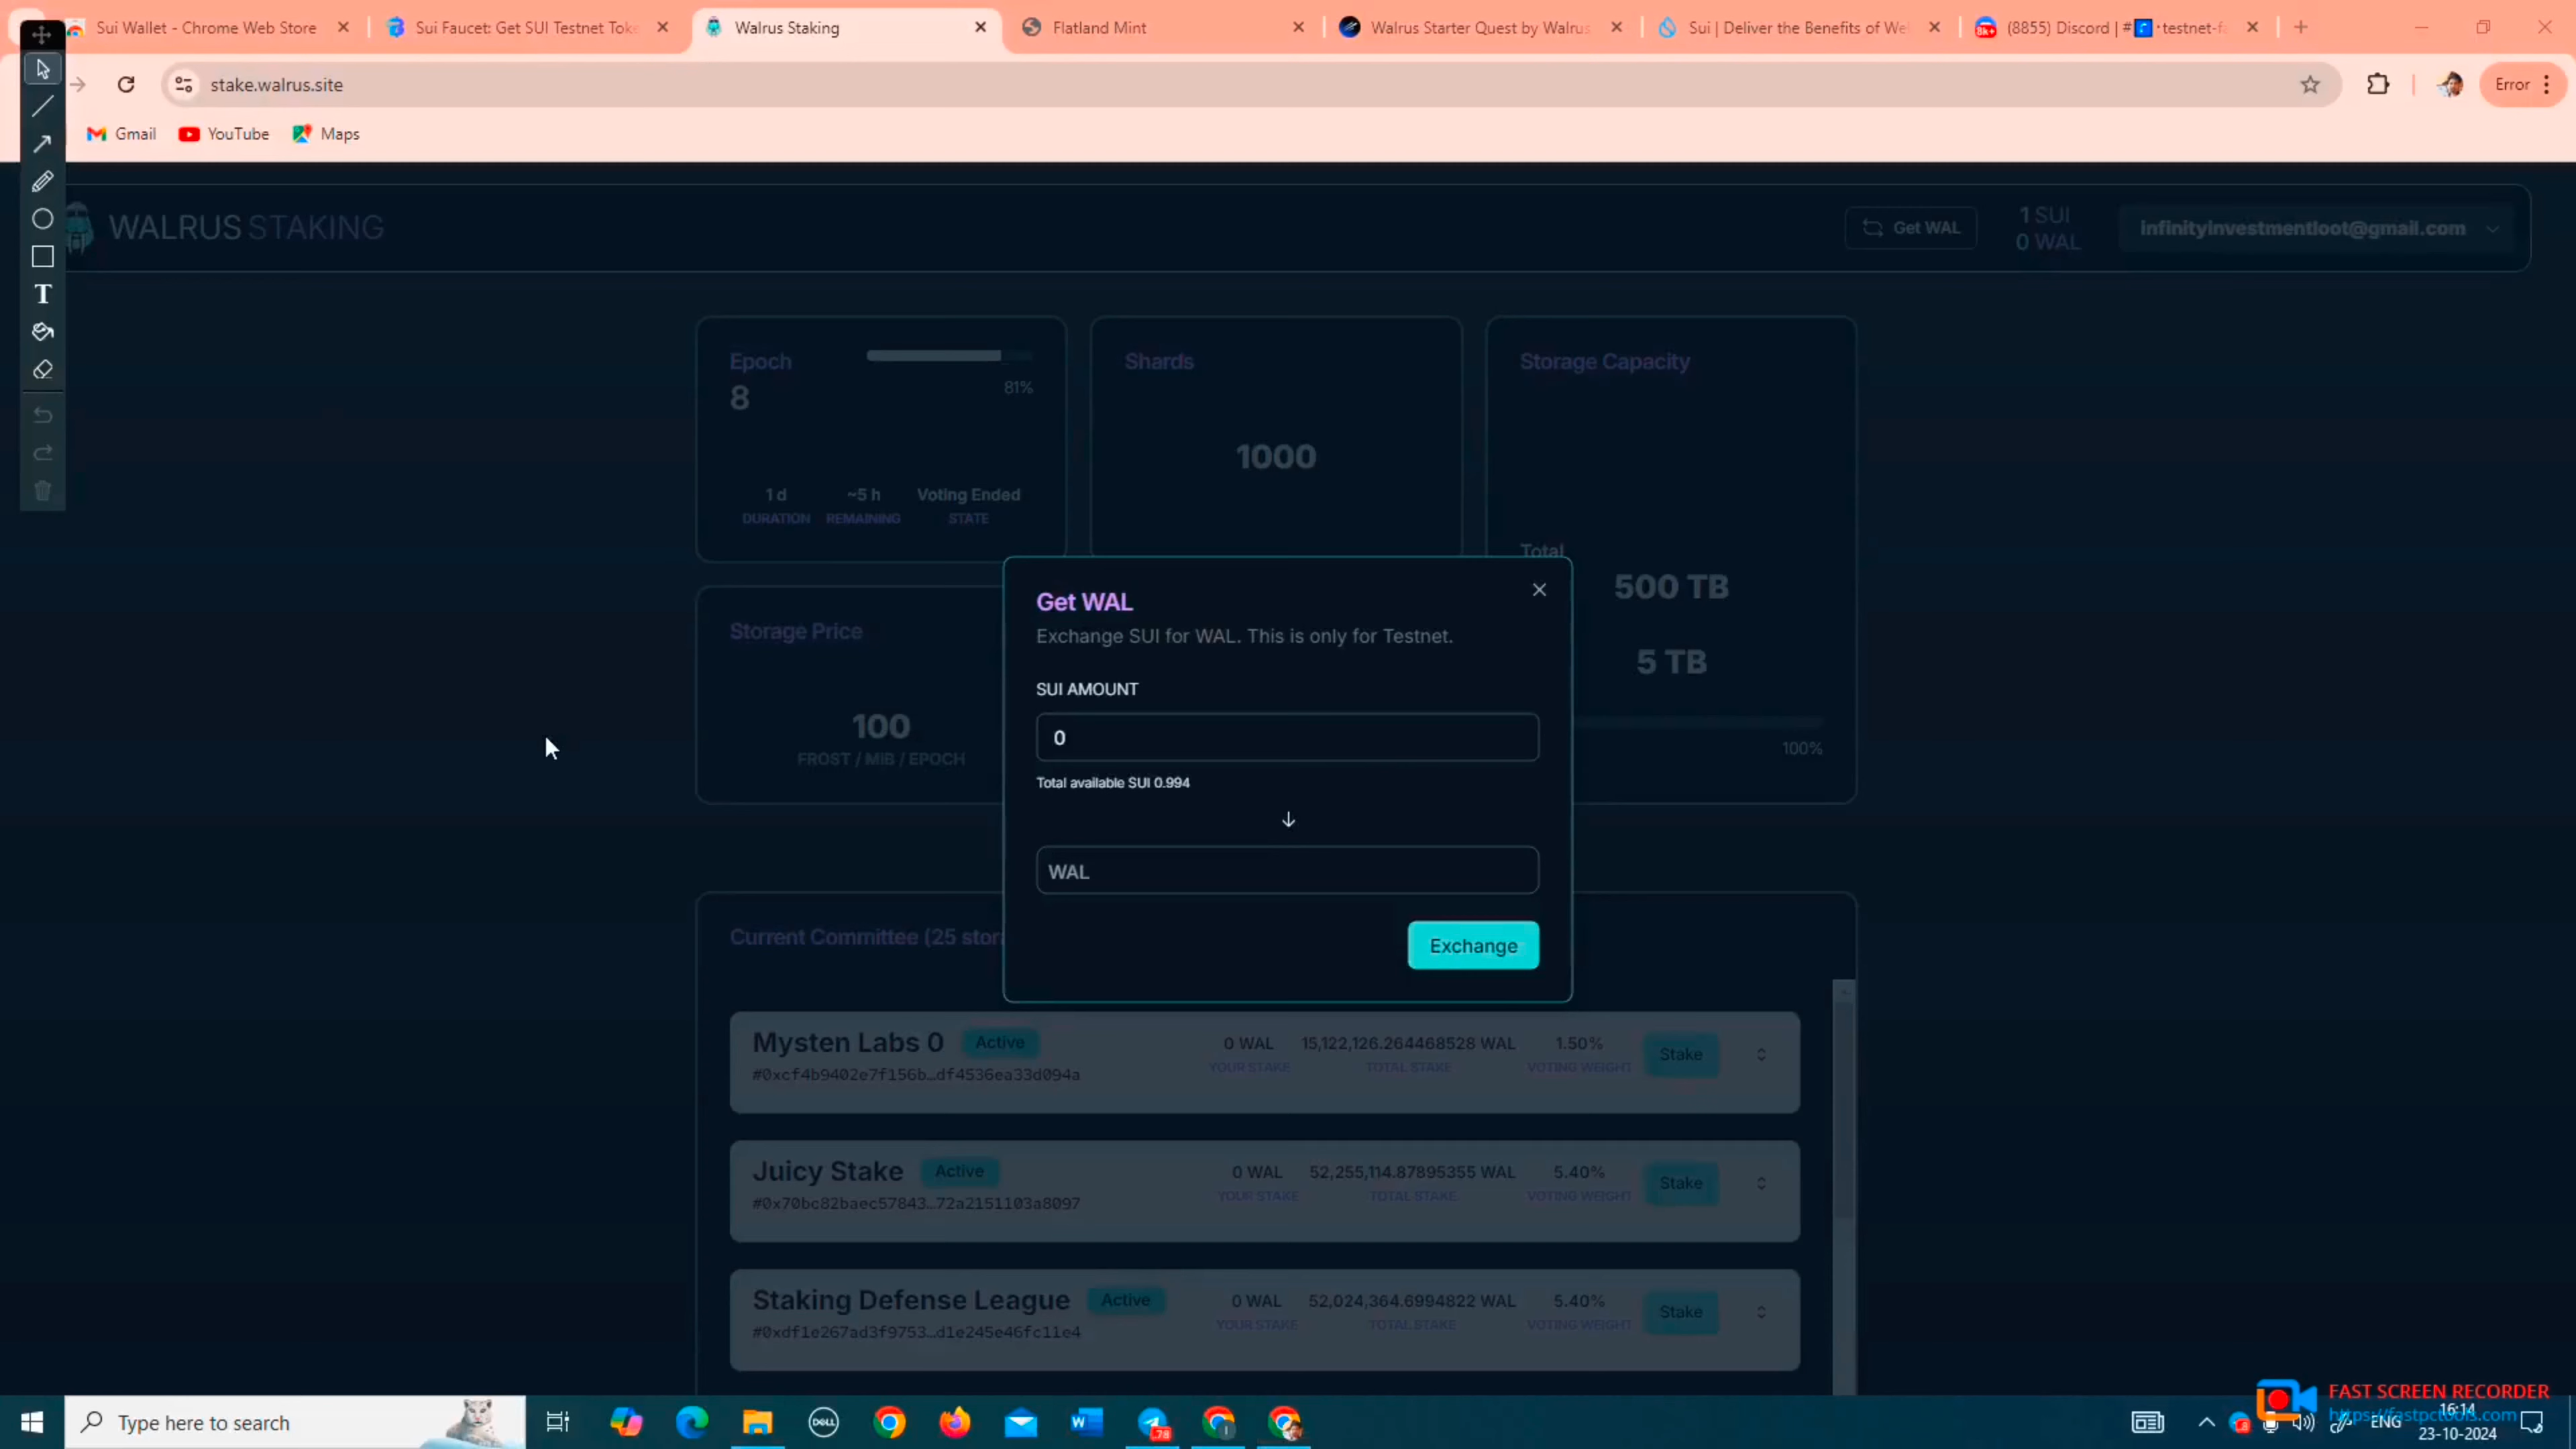 Sui Wallet - Chrome Web Store
Sui Faucet: Get SUI Testnet Toke
Walrus Staking
Flatland Mint
Walrus Starter Quest by Walrus
Sui | Deliver the Benefits of We
(8855) Discord | # testnet-fa
stake.walrus.site
Error
Gmail
YouTube
Maps
T
WALRUS STAKING
Get WAL
1 SUI
0 WAL
infinityinvestmentloot@gmail.com
Epoch
8
81%
1 d
DURATION
~5 h
REMAINING
Voting Ended
STATE
Shards
1000
Storage Capacity
Total
500 TB
5 TB
100%
Storage Price
100
FROST / MIB / EPOCH
Get WAL
Exchange SUI for WAL. This is only for Testnet.
SUI AMOUNT
0
Total available SUI 0.994
WAL
Exchange
Current Committee (25 stora
Mysten Labs 0 Active
#0xcf4b9402e7f156b…df4536ea33d094a
0 WAL 15,122,126.264468528 WAL 1.50%
YOUR STAKE TOTAL STAKE VOTING WEIGHT
Stake
Juicy Stake Active
#0x70bc82baec57843…72a2151103a8097
0 WAL 52,255,114.87895355 WAL 5.40%
YOUR STAKE TOTAL STAKE VOTING WEIGHT
Stake
Staking Defense League Active
#0xdf1e267ad3f9753…d1e245e46fc11e4
0 WAL 52,024,364.6994822 WAL 5.40%
YOUR STAKE TOTAL STAKE VOTING WEIGHT
Stake
Type here to search
DELL
W
78
FAST SCREEN RECORDER
https://fastpctools.com
ENG
16:14
23-10-2024